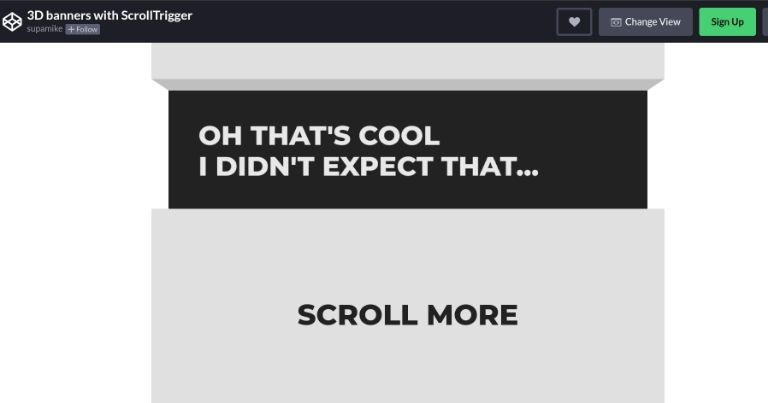 3D banners with ScrollTrigger
supamike + Follow
Change View
Sign Up
OH THAT'S COOL
I DIDN'T EXPECT THAT...
SCROLL MORE